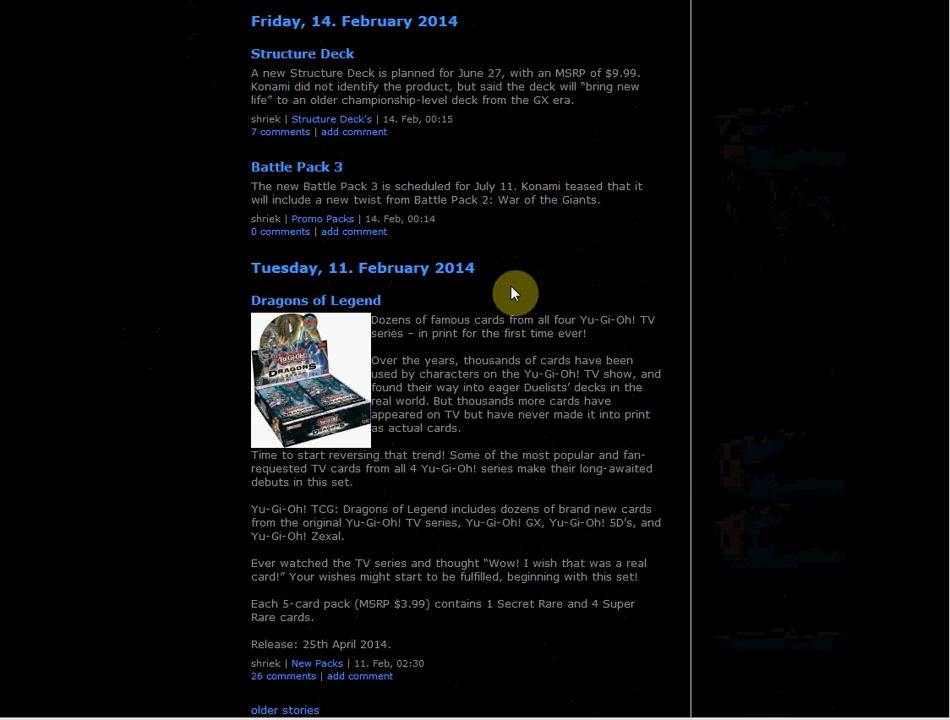 Friday, 14. February 2014
Structure Deck
A new Structure Deck is planned for June 27, with an MSRP of $9.99.
Konami did not identify the product, but said the deck will “bring new
life” to an older championship-level deck from the GX era.
shriek | Structure Deck's | 14. Feb, 00:15
7 comments | add comment
Battle Pack 3
The new Battle Pack 3 is scheduled for July 11. Konami teased that it
will include a new twist from Battle Pack 2: War of the Giants.
shriek | Promo Packs | 14. Feb, 00:14
0 comments | add comment
Tuesday, 11. February 2014
Dragons of Legend
DRAGONS
Dozens of famous cards from all four Yu-Gi-Oh! TV
series – in print for the first time ever!
Over the years, thousands of cards have been
used by characters on the Yu-Gi-Oh! TV show, and
found their way into eager Duelists’ decks in the
real world. But thousands more cards have
appeared on TV but have never made it into print
as actual cards.
Time to start reversing that trend! Some of the most popular and fan-
requested TV cards from all 4 Yu-Gi-Oh! series make their long-awaited
debuts in this set.
Yu-Gi-Oh! TCG: Dragons of Legend includes dozens of brand new cards
from the original Yu-Gi-Oh! TV series, Yu-Gi-Oh! GX, Yu-Gi-Oh! 5D’s, and
Yu-Gi-Oh! Zexal.
Ever watched the TV series and thought “Wow! I wish that was a real
card!” Your wishes might start to be fulfilled, beginning with this set!
Each 5-card pack (MSRP $3.99) contains 1 Secret Rare and 4 Super
Rare cards.
Release: 25th April 2014.
shriek | New Packs | 11. Feb, 02:30
26 comments | add comment
older stories